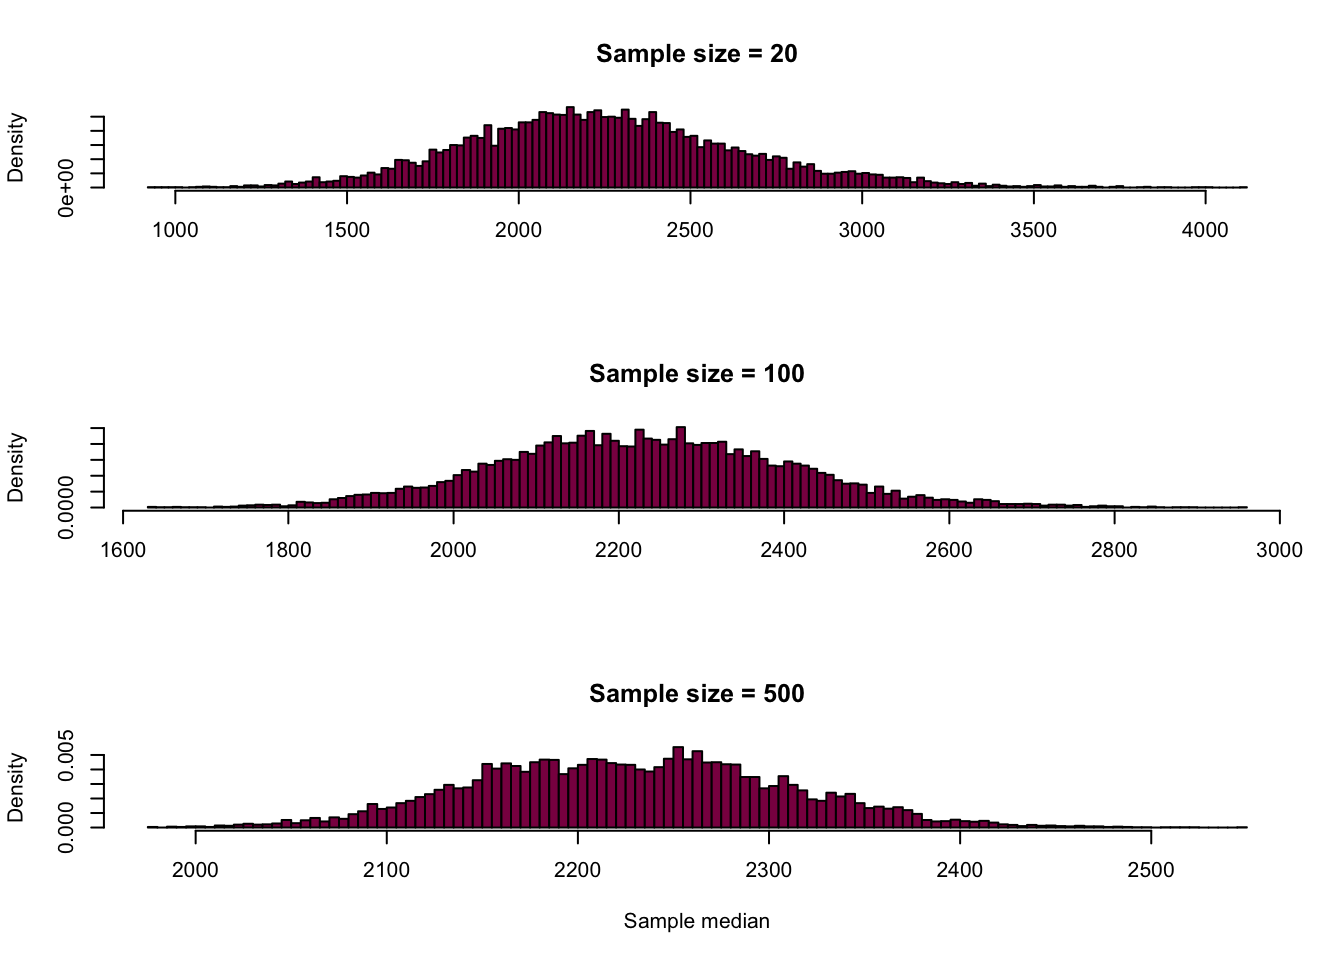 Sample size = 20
Density
0e+00
1000 1500 2000 2500 3000 3500 4000
Sample size = 100
Density
0.0000
1600 1800 2000 2200 2400 2600 2800 3000
Sample size = 500
Density
0.005
0.000
2000 2100 2200 2300 2400 2500
Sample median